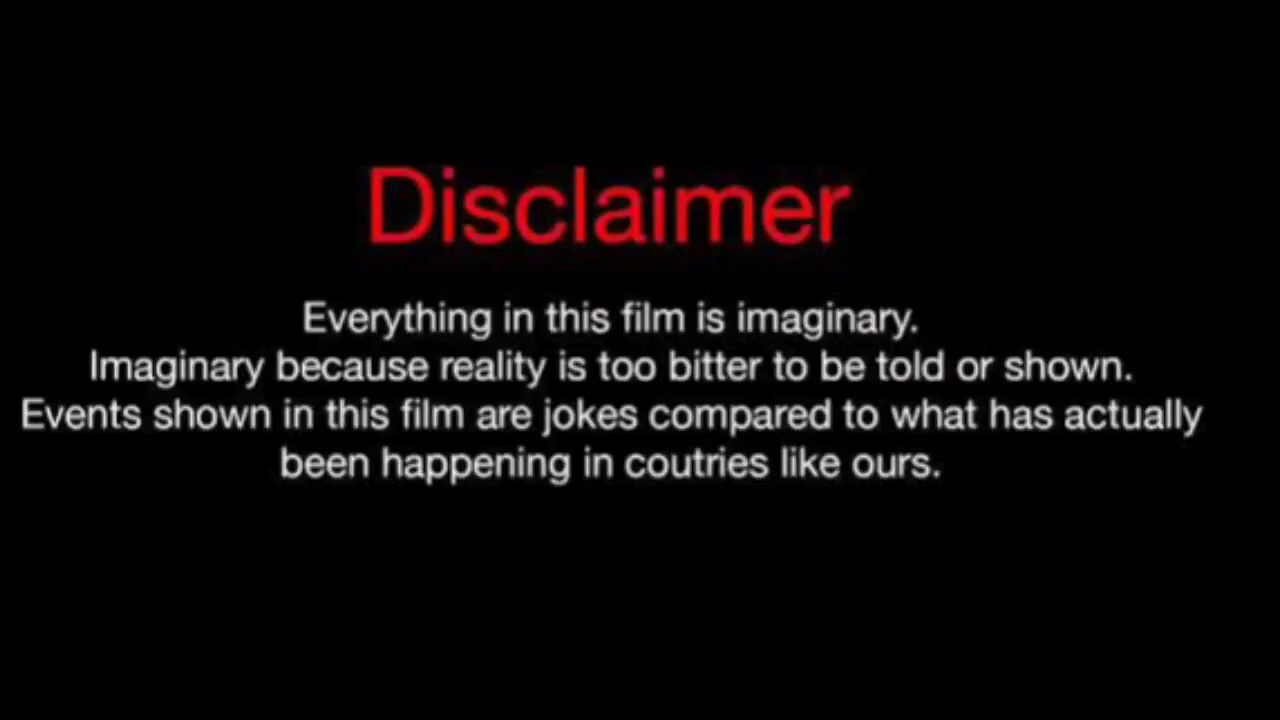 Disclaimer
Everything in this film is imaginary.
Imaginary because reality is too bitter to be told or shown.
Events shown in this film are jokes compared to what has actually
been happening in coutries like ours.